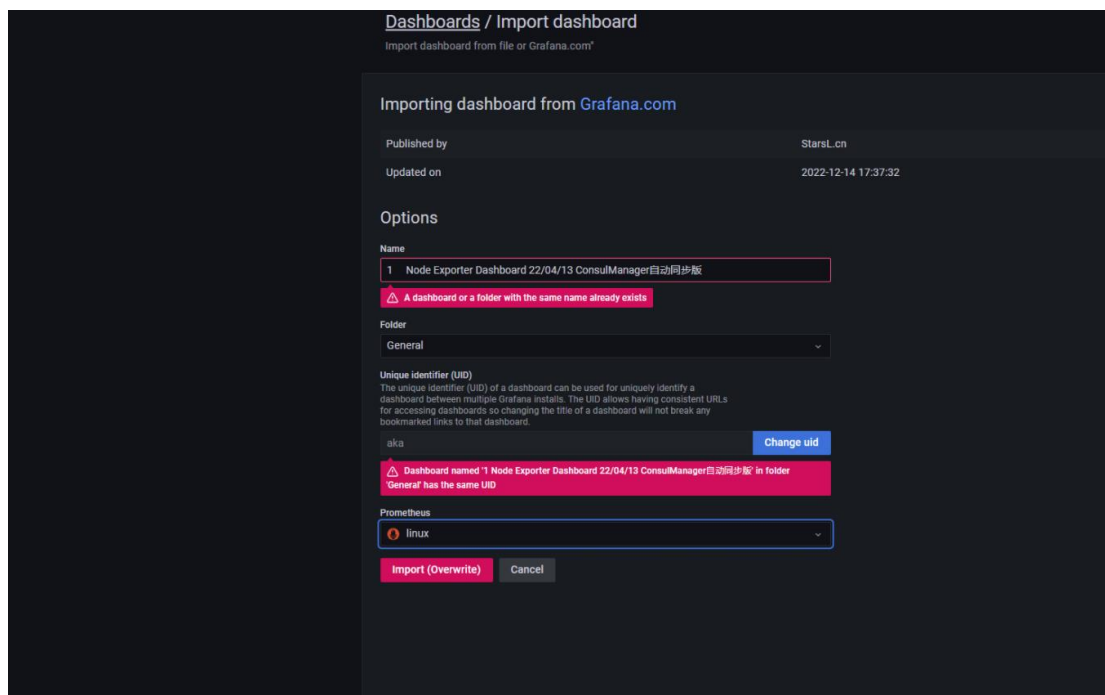 Dashboards / Import dashboard
Import dashboard from file or Grafana.com"
Importing dashboard from Grafana.com
Published by StarsL.cn
Updated on 2022-12-14 17:37:32
Options
Name
1 Node Exporter Dashboard 22/04/13 ConsulManager自动同步版
A dashboard or a folder with the same name already exists
Folder
General
Unique identifier (UID)
The unique identifier (UID) of a dashboard can be used for uniquely identify a
dashboard between multiple Grafana installs. The UID allows having consistent URLs
for accessing dashboards so changing the title of a dashboard will not break any
bookmarked links to that dashboard.
aka Change uid
Dashboard named '1 Node Exporter Dashboard 22/04/13 ConsulManager自动同步版' in folder
'General' has the same UID
Prometheus
linux
Import (Overwrite) Cancel